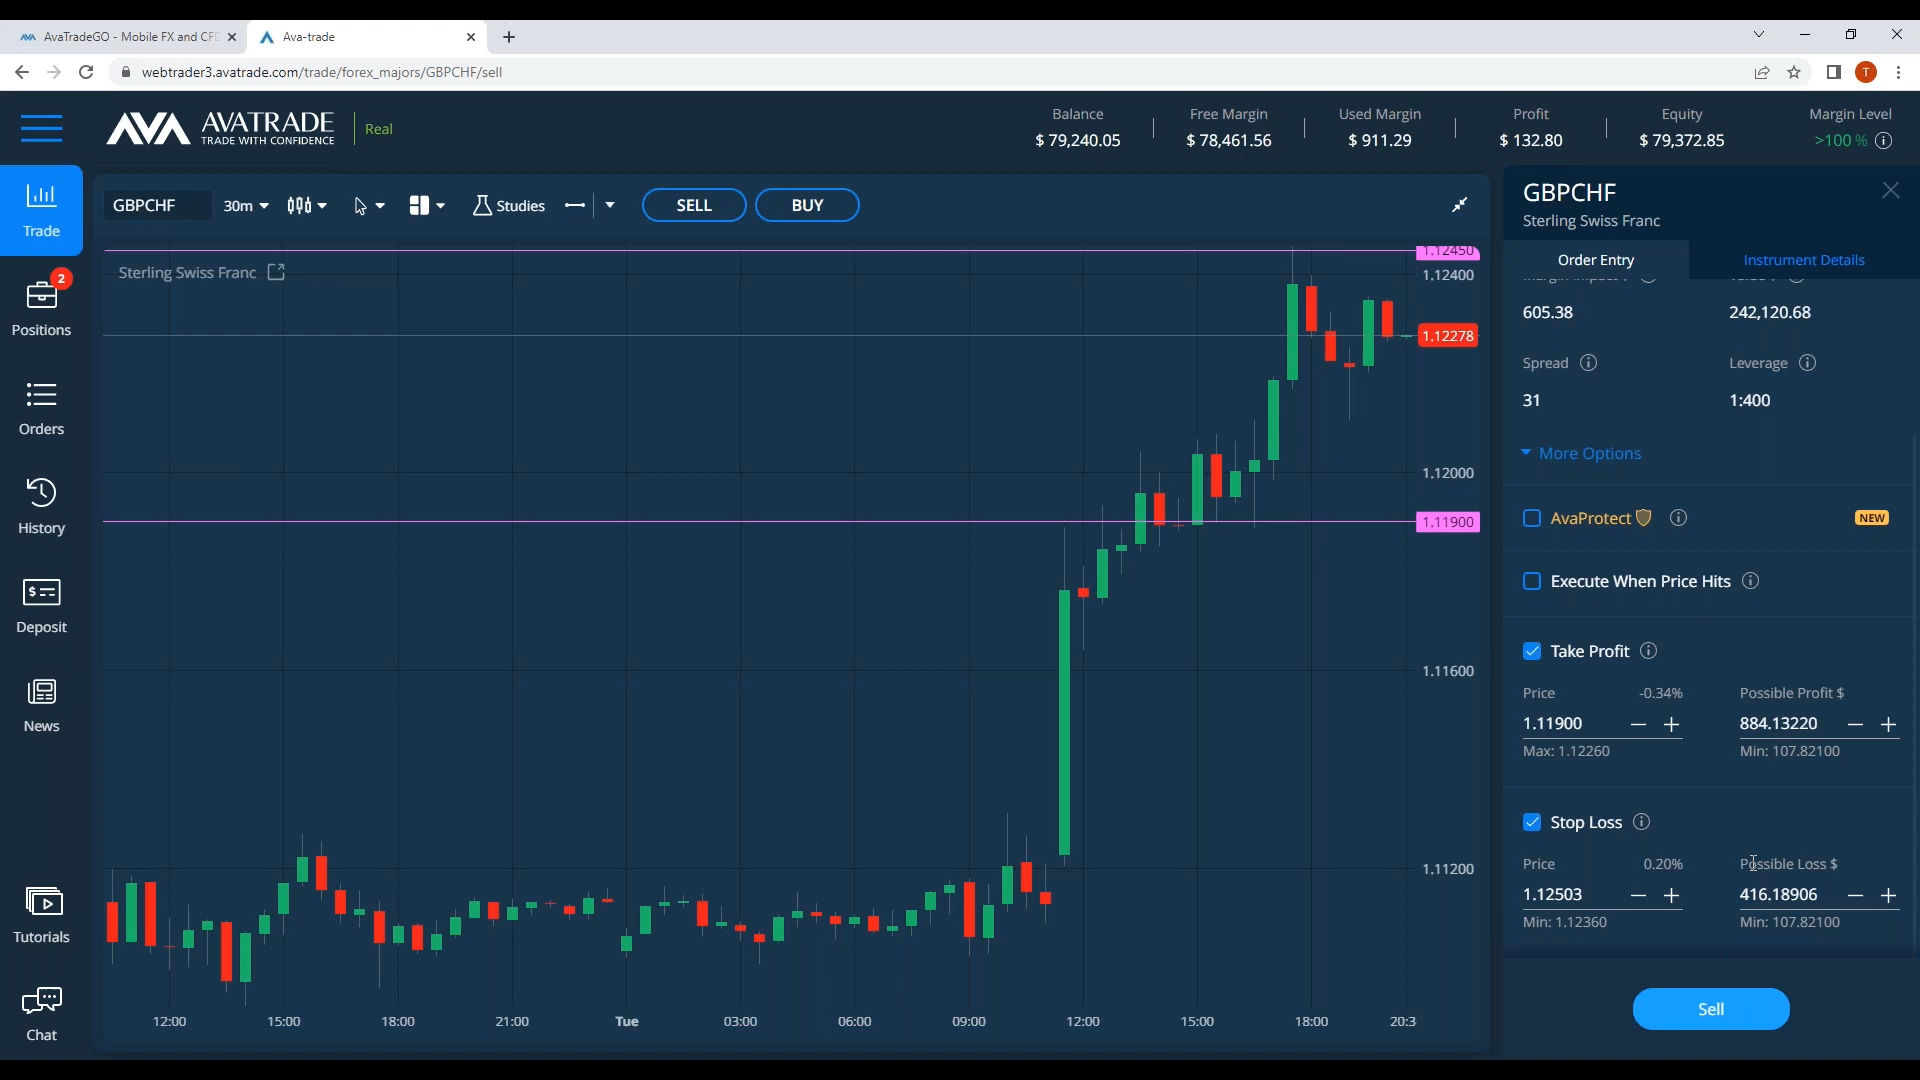 AvaTradeGO - Mobile FX and CFD
Ava-trade
webtrader3.avatrade.com/trade/forex_majors/GBPCHF/sell
T
AVA AVATRADE
TRADE WITH CONFIDENCE
Real
Balance
$ 79,240.05
Free Margin
$ 78,461.56
Used Margin
$ 911.29
Profit
$ 132.80
Equity
$ 79,372.85
Margin Level
>100 %
Trade
2
Positions
Orders
History
Deposit
News
Tutorials
Chat
GBPCHF
30m
Studies
SELL
BUY
Sterling Swiss Franc
1.12450
1.12400
1.12278
1.12000
1.11900
1.11600
1.11200
12:00
15:00
18:00
21:00
Tue
03:00
06:00
09:00
12:00
15:00
18:00
20:3
GBPCHF
Sterling Swiss Franc
Order Entry
Instrument Details
605.38
242,120.68
Spread
Leverage
31
1:400
More Options
AvaProtect
NEW
Execute When Price Hits
Take Profit
Price
-0.34%
Possible Profit $
1.11900
884.13220
Max: 1.12260
Min: 107.82100
Stop Loss
Price
0.20%
Possible Loss $
1.12503
416.18906
Min: 1.12360
Min: 107.82100
Sell